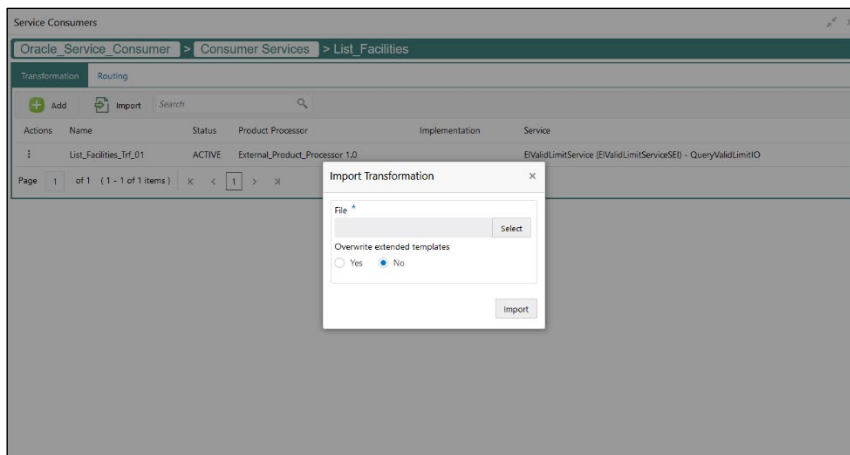 Service Consumers
Oracle_Service_Consumer > Consumer Services > List_Facilities
Transformation Routing
Add Import Search
Actions Name Status Product Processor Implementation Service
List_Facilities_Trf_01 ACTIVE External_Product_Processor 1.0 ElValidLimitService (ElValidLimitServiceSEI) - QueryValidLimitIO
Page 1 of 1 ( 1 - 1 of 1 items ) 1
Import Transformation
File *
Select
Overwrite extended templates
Yes No
Import